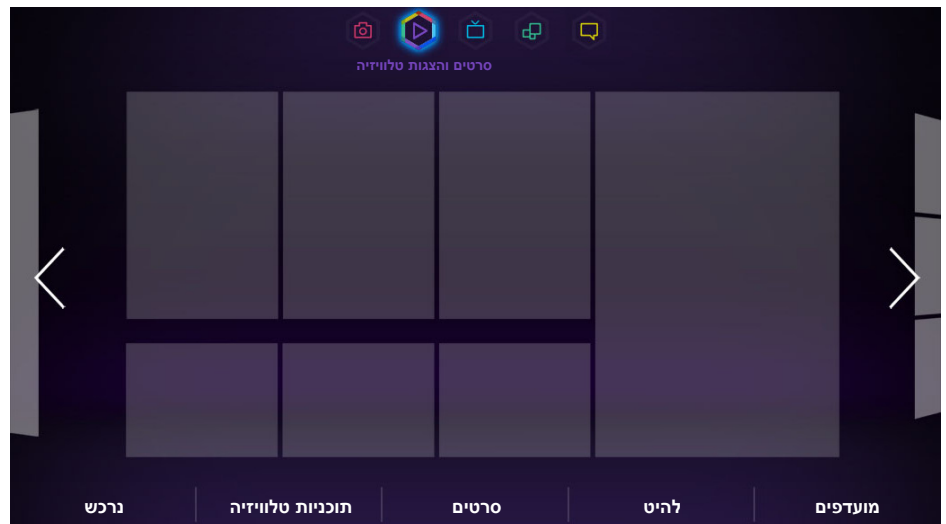 סרטים והצגות טלוויזיה
מועדפים
להיט
סרטים
תוכניות טלוויזיה
נרכש